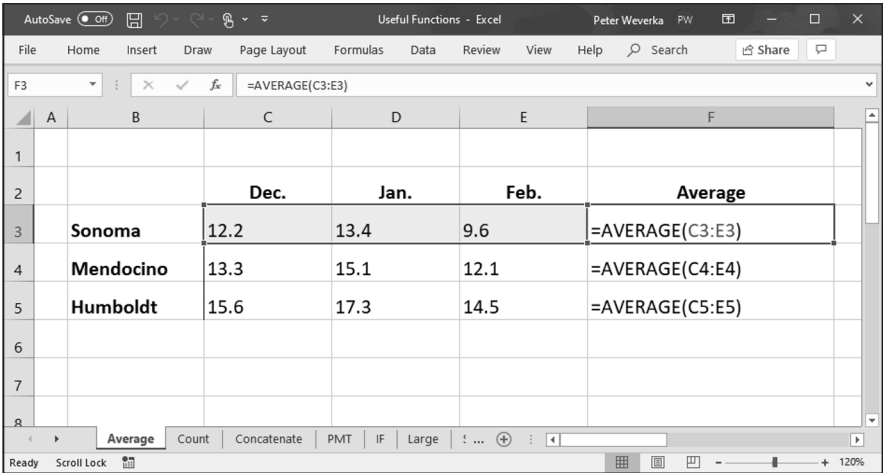 AutoSave Off Useful Functions - Excel Peter Weverka PW
File Home Insert Draw Page Layout Formulas Data Review View Help Search Share
F3 fx =AVERAGE(C3:E3)
A B C D E F
1
2 Dec. Jan. Feb. Average
3 Sonoma 12.2 13.4 9.6 =AVERAGE(C3:E3)
4 Mendocino 13.3 15.1 12.1 =AVERAGE(C4:E4)
5 Humboldt 15.6 17.3 14.5 =AVERAGE(C5:E5)
6
7
8
Average Count Concatenate PMT IF Large ...
Ready Scroll Lock 120%